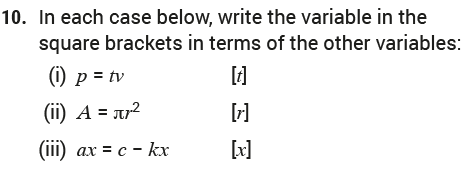 10. In each case below, write the variable in the
square brackets in terms of the other variables:
(i) p = tv [t]
(ii) A = πr² [r]
(iii) ax = c − kx [x]